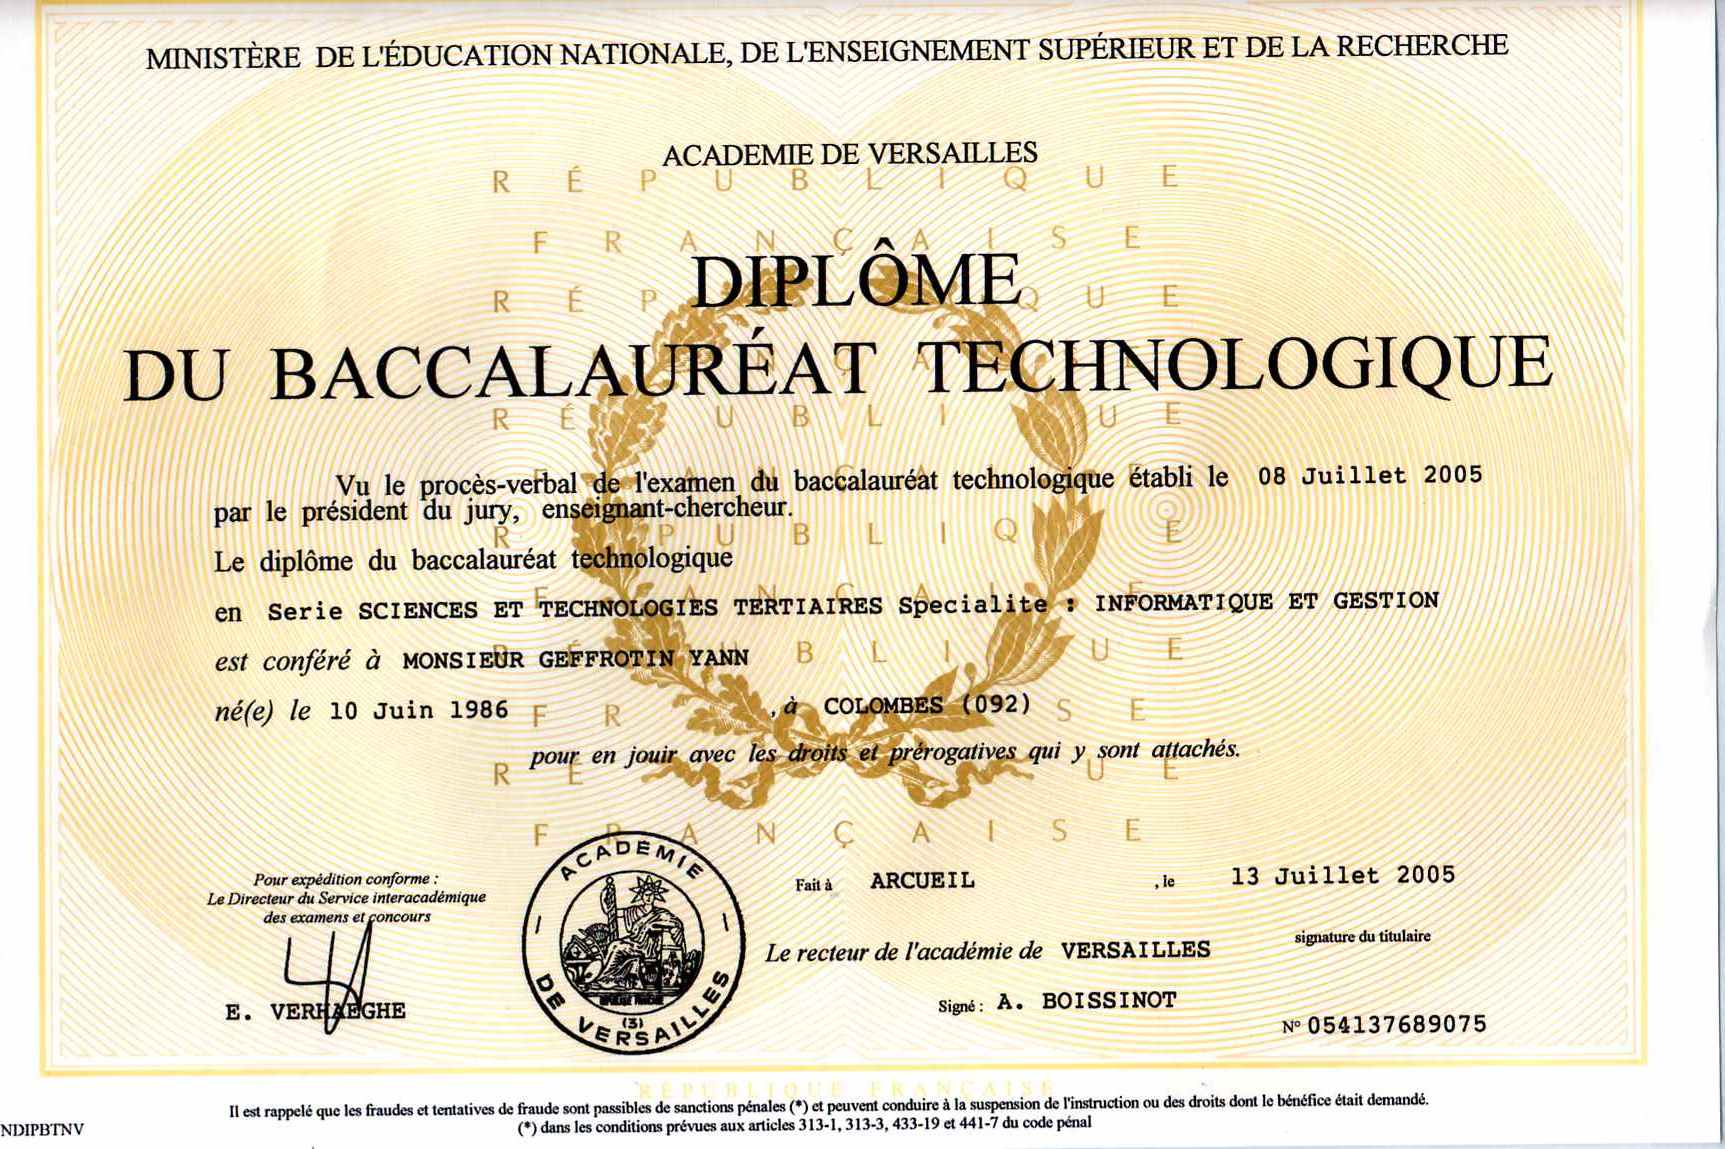 MINISTÈRE DE L'ÉDUCATION NATIONALE, DE L'ENSEIGNEMENT SUPÉRIEUR ET DE LA RECHERCHE
ACADEMIE DE VERSAILLES
RÉPUBLIQUE
FRANÇAISE
DIPLÔME
DU BACCALAURÉAT TECHNOLOGIQUE
Vu le procès-verbal de l'examen du baccalauréat technologique établi le 08 Juillet 2005
par le président du jury, enseignant-chercheur.
Le diplôme du baccalauréat technologique
en Serie SCIENCES ET TECHNOLOGIES TERTIAIRES Specialite : INFORMATIQUE ET GESTION
est conféré à MONSIEUR GEFFROTIN YANN
né(e) le 10 Juin 1986 , à COLOMBES (092)
pour en jouir avec les droits et prérogatives qui y sont attachés.
FRANÇAISE
Pour expédition conforme :
Le Directeur du Service interacadémique
des examens et concours
E. VERHAEGHE
ACADÉMIE
DE VERSAILLES
(3)
Fait à ARCUEIL , le 13 Juillet 2005
Le recteur de l'académie de VERSAILLES
signature du titulaire
Signé : A. BOISSINOT
N° 054137689075
RÉPUBLIQUE FRANÇAISE
Il est rappelé que les fraudes et tentatives de fraude sont passibles de sanctions pénales (*) et peuvent conduire à la suspension de l'instruction ou des droits dont le bénéfice était demandé.
(*) dans les conditions prévues aux articles 313-1, 313-3, 433-19 et 441-7 du code pénal
NDIPBTNV